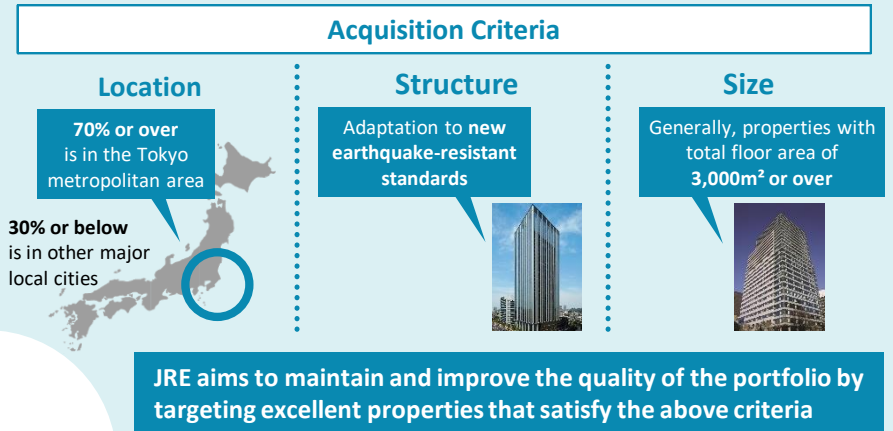 Acquisition Criteria
Location
70% or over
is in the Tokyo
metropolitan area
30% or below
is in other major
local cities
Structure
Adaptation to new
earthquake-resistant
standards
Size
Generally, properties with
total floor area of
3,000m² or over
JRE aims to maintain and improve the quality of the portfolio by
targeting excellent properties that satisfy the above criteria